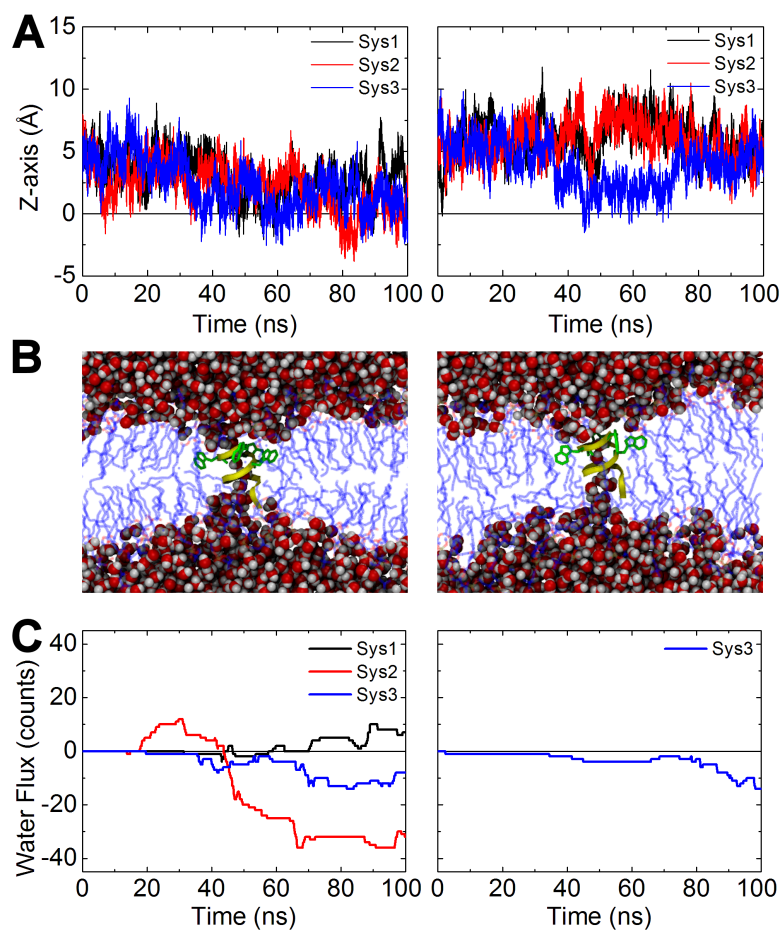 A
Z-axis (Å)
15
10
5
0
-5
Sys1
Sys2
Sys3
0 20 40 60 80 100
Time (ns)
Sys1
Sys2
Sys3
0 20 40 60 80 100
Time (ns)
B
C
Water Flux (counts)
40
20
0
-20
-40
Sys1
Sys2
Sys3
0 20 40 60 80 100
Time (ns)
Sys3
0 20 40 60 80 100
Time (ns)